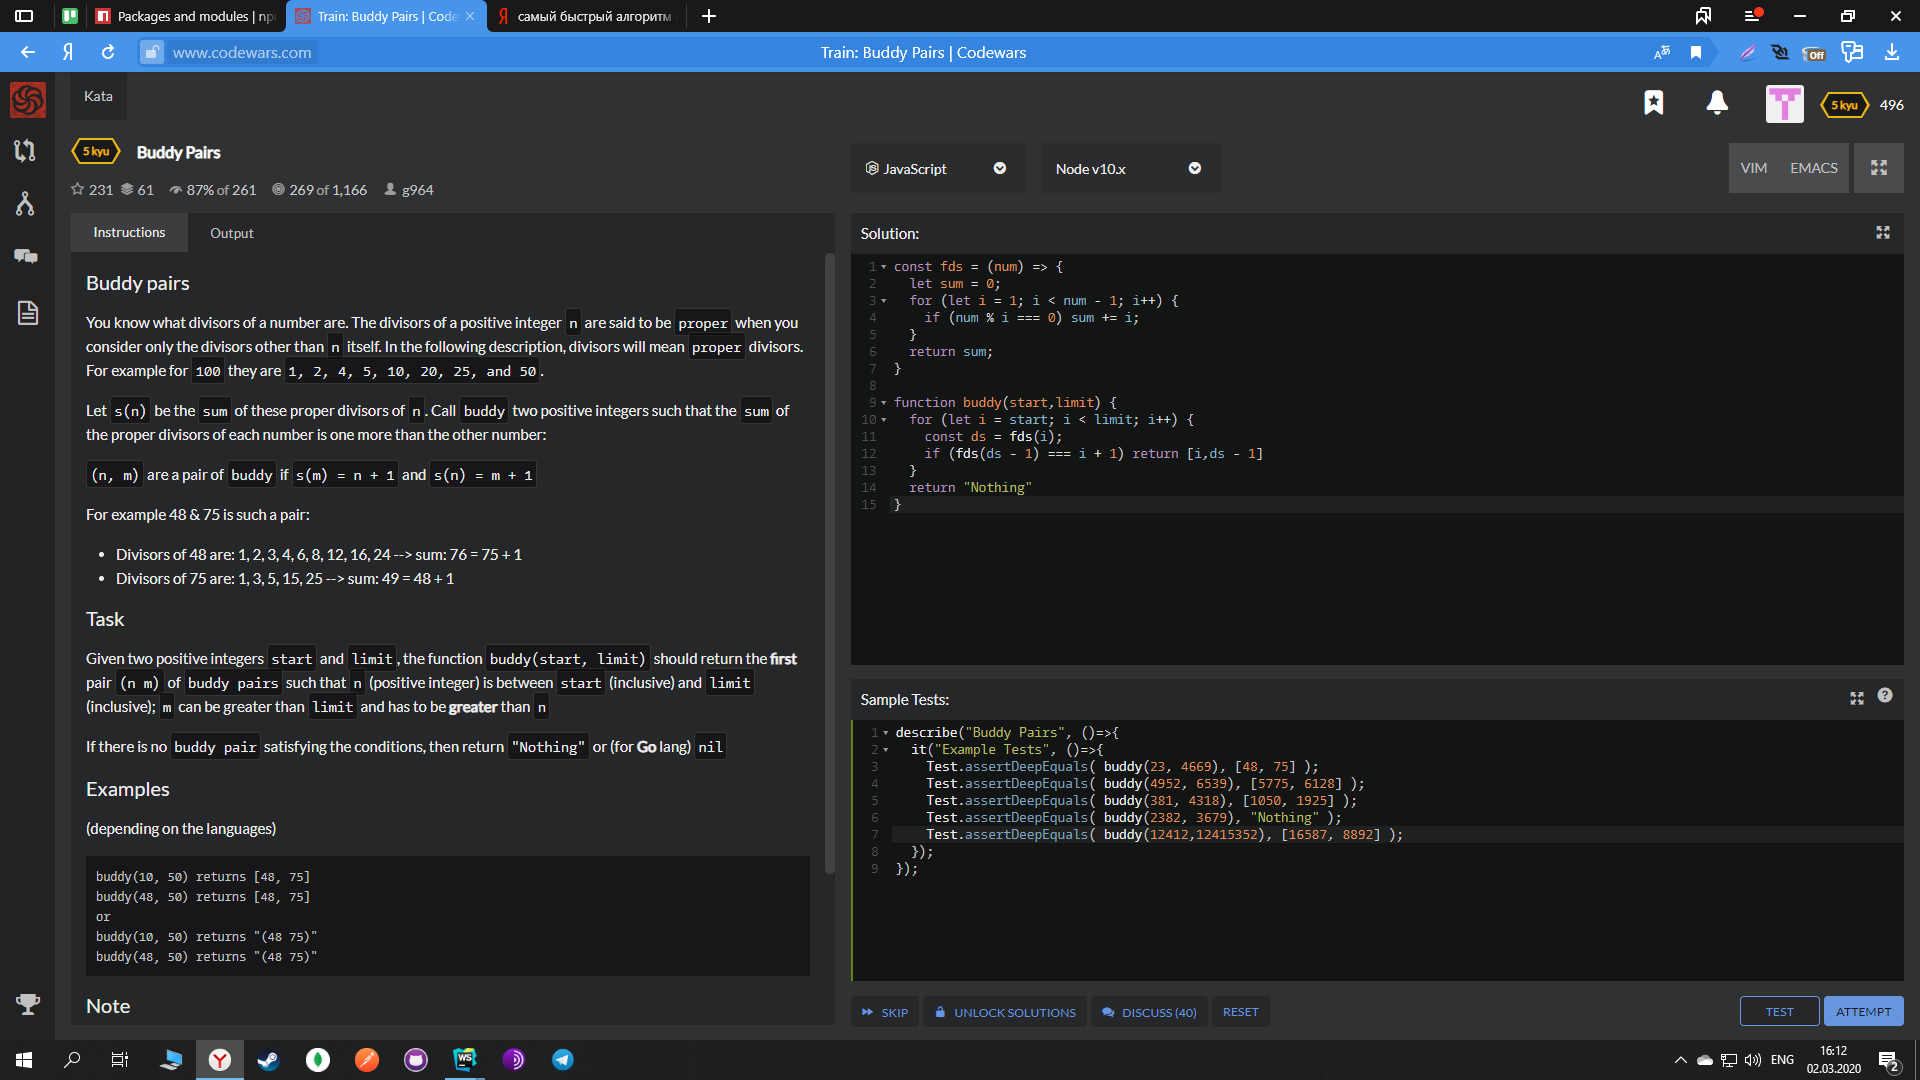 Packages and modules | np
Train: Buddy Pairs | Code
Я самый быстрый алгоритм
Я
www.codewars.com
Train: Buddy Pairs | Codewars
Off
Kata
5 kyu
496
5 kyu Buddy Pairs
231 61 87% of 261 269 of 1,166 g964
JavaScript
Node v10.x
VIM
EMACS
Instructions
Output
Buddy pairs
You know what divisors of a number are. The divisors of a positive integer n are said to be proper when you
consider only the divisors other than n itself. In the following description, divisors will mean proper divisors.
For example for 100 they are 1, 2, 4, 5, 10, 20, 25, and 50.
Let s(n) be the sum of these proper divisors of n. Call buddy two positive integers such that the sum of
the proper divisors of each number is one more than the other number:
(n, m) are a pair of buddy if s(m) = n + 1 and s(n) = m + 1
For example 48 & 75 is such a pair:
• Divisors of 48 are: 1, 2, 3, 4, 6, 8, 12, 16, 24 --> sum: 76 = 75 + 1
• Divisors of 75 are: 1, 3, 5, 15, 25 --> sum: 49 = 48 + 1
Task
Given two positive integers start and limit, the function buddy(start, limit) should return the first
pair (n m) of buddy pairs such that n (positive integer) is between start (inclusive) and limit
(inclusive); m can be greater than limit and has to be greater than n
If there is no buddy pair satisfying the conditions, then return "Nothing" or (for Go lang) nil
Examples
(depending on the languages)
buddy(10, 50) returns [48, 75]
buddy(48, 50) returns [48, 75]
or
buddy(10, 50) returns "(48 75)"
buddy(48, 50) returns "(48 75)"
Note
Solution:
1 const fds = (num) => {
2 let sum = 0;
3 for (let i = 1; i < num - 1; i++) {
4 if (num % i === 0) sum += i;
5 }
6 return sum;
7 }
8
9 function buddy(start,limit) {
10 for (let i = start; i < limit; i++) {
11 const ds = fds(i);
12 if (fds(ds - 1) === i + 1) return [i,ds - 1]
13 }
14 return "Nothing"
15 }
Sample Tests:
?
1 describe("Buddy Pairs", ()=>{
2 it("Example Tests", ()=>{
3 Test.assertDeepEquals( buddy(23, 4669), [48, 75] );
4 Test.assertDeepEquals( buddy(4952, 6539), [5775, 6128] );
5 Test.assertDeepEquals( buddy(381, 4318), [1050, 1925] );
6 Test.assertDeepEquals( buddy(2382, 3679), "Nothing" );
7 Test.assertDeepEquals( buddy(12412,12415352), [16587, 8892] );
8 });
9 });
SKIP
UNLOCK SOLUTIONS
DISCUSS (40)
RESET
TEST
ATTEMPT
Y
WS
ENG
16:12
02.03.2020
2